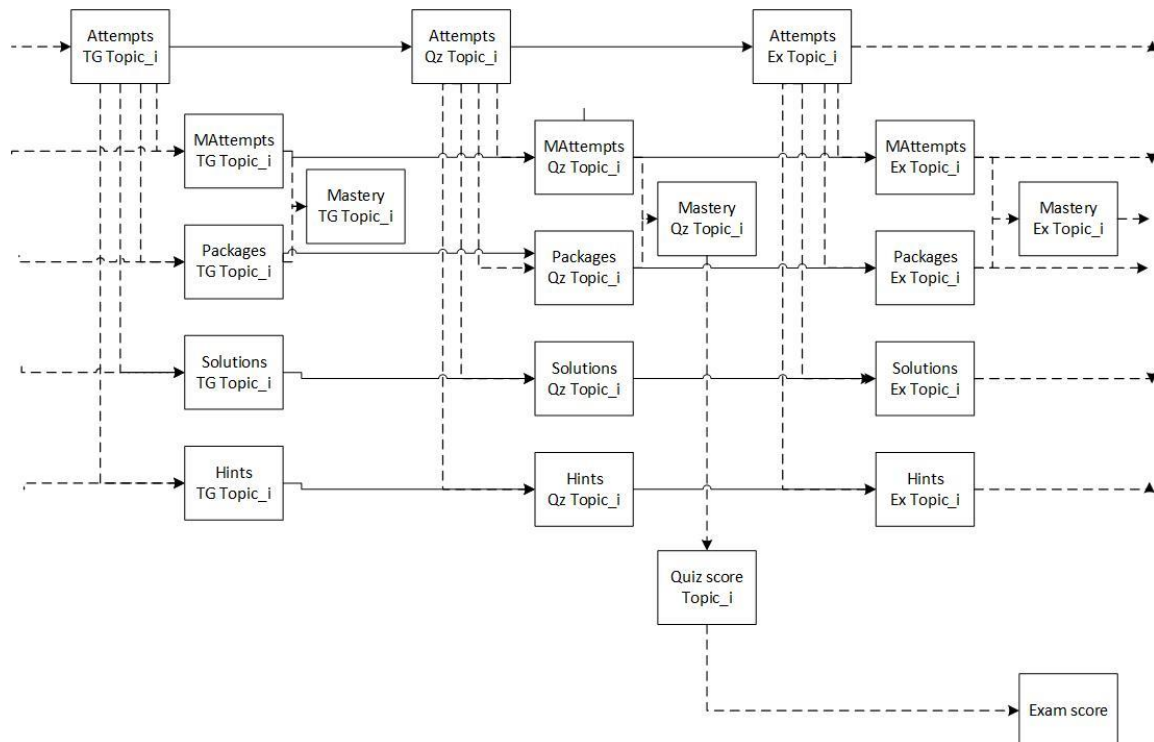 Attempts
TG Topic_i
Attempts
Qz Topic_i
Attempts
Ex Topic_i
MAttempts
TG Topic_i
MAttempts
Qz Topic_i
MAttempts
Ex Topic_i
Mastery
TG Topic_i
Mastery
Qz Topic_i
Mastery
Ex Topic_i
Packages
TG Topic_i
Packages
Qz Topic_i
Packages
Ex Topic_i
Solutions
TG Topic_i
Solutions
Qz Topic_i
Solutions
Ex Topic_i
Hints
TG Topic_i
Hints
Qz Topic_i
Hints
Ex Topic_i
Quiz score
Topic_i
Exam score